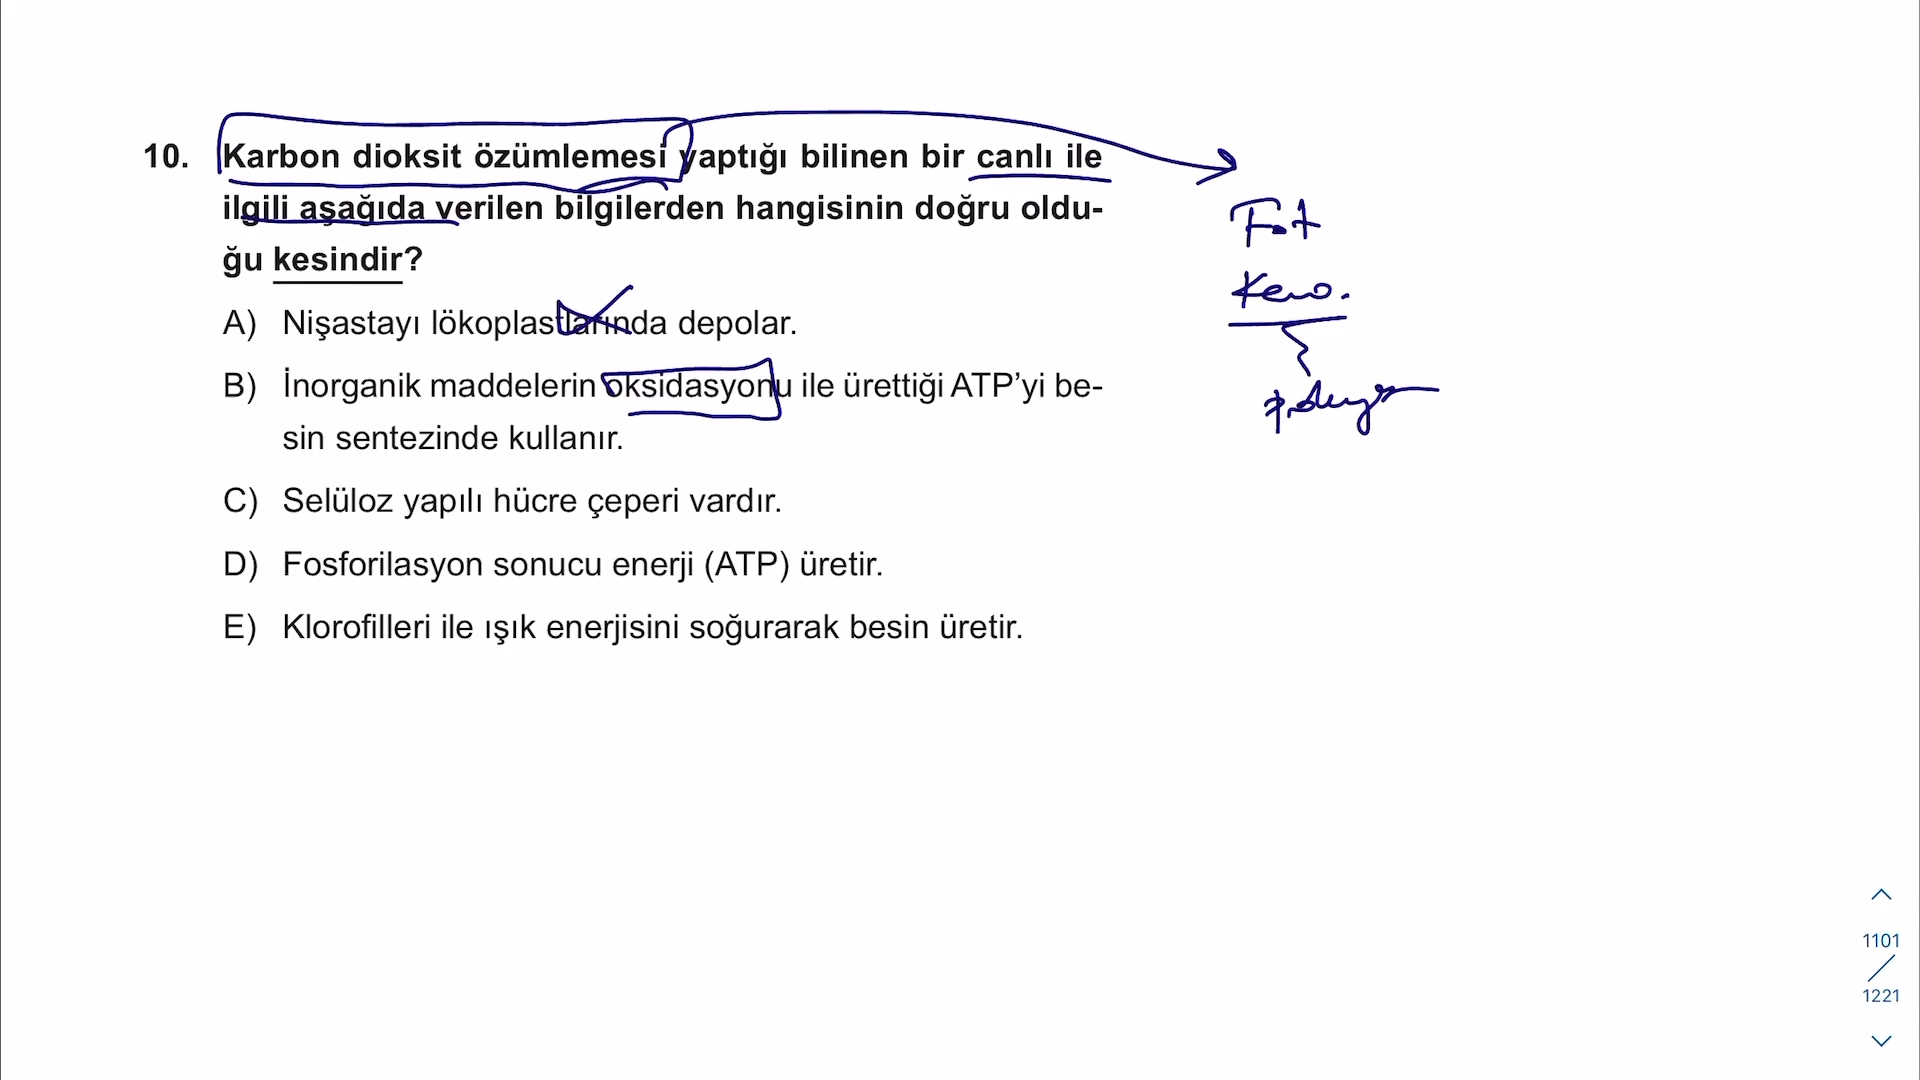 10. Karbon dioksit özümlemesi yaptığı bilinen bir canlı ile
ilgili aşağıda verilen bilgilerden hangisinin doğru oldu-
ğu kesindir?
A) Nişastayı lökoplastlarında depolar.
B) İnorganik maddelerin oksidasyonu ile ürettiği ATP'yi be-
sin sentezinde kullanır.
C) Selüloz yapılı hücre çeperi vardır.
D) Fosforilasyon sonucu enerji (ATP) üretir.
E) Klorofilleri ile ışık enerjisini soğurarak besin üretir.
Fot
Kemo.
1101
/
1221